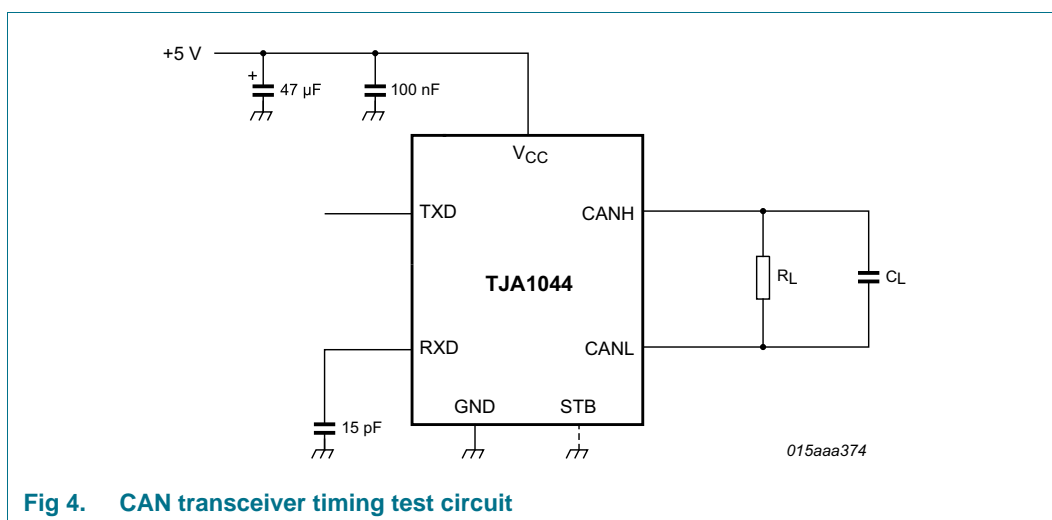 +5 V
+
47 µF
100 nF
VCC
TXD
CANH
TJA1044
RL
CL
RXD
CANL
GND
STB
15 pF
015aaa374
Fig 4. CAN transceiver timing test circuit